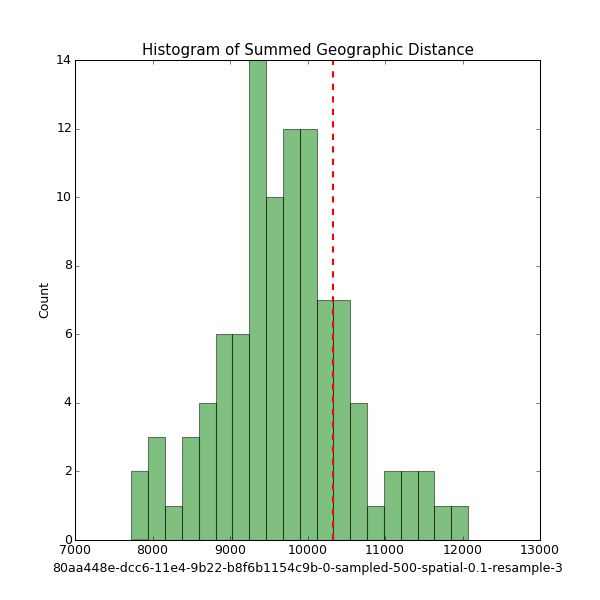 Histogram of Summed Geographic Distance
14
12
10
8
6
4
2
0
Count
7000 8000 9000 10000 11000 12000 13000
80aa448e-dcc6-11e4-9b22-b8f6b1154c9b-0-sampled-500-spatial-0.1-resample-3